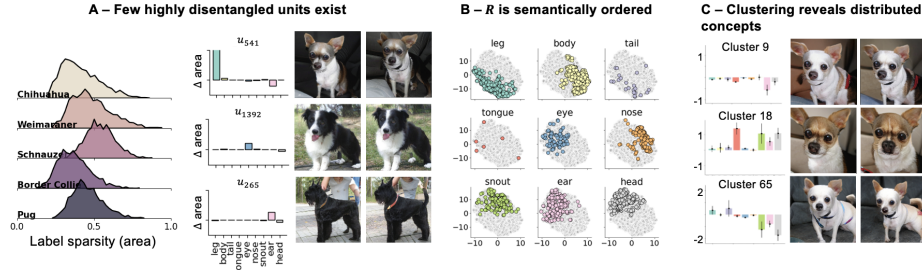 A – Few highly disentangled units exist
Chihuahua
Weimaraner
Schnauzer
Border Collie
Pug
0.0 0.5 1.0
Label sparsity (area)
u541
Δ area
u1392
Δ area
u265
Δ area
leg
body
tail
tongue
eye
nose
snout
ear
head
B – R is semantically ordered
leg body tail
10
0
−10
tongue eye nose
10
0
−10
snout ear head
10
0
−10
−10 0 10 −10 0 10 −10 0 10
C – Clustering reveals distributed
concepts
Cluster 9
1
-1
Cluster 18
1
-1
Cluster 65
2
-2